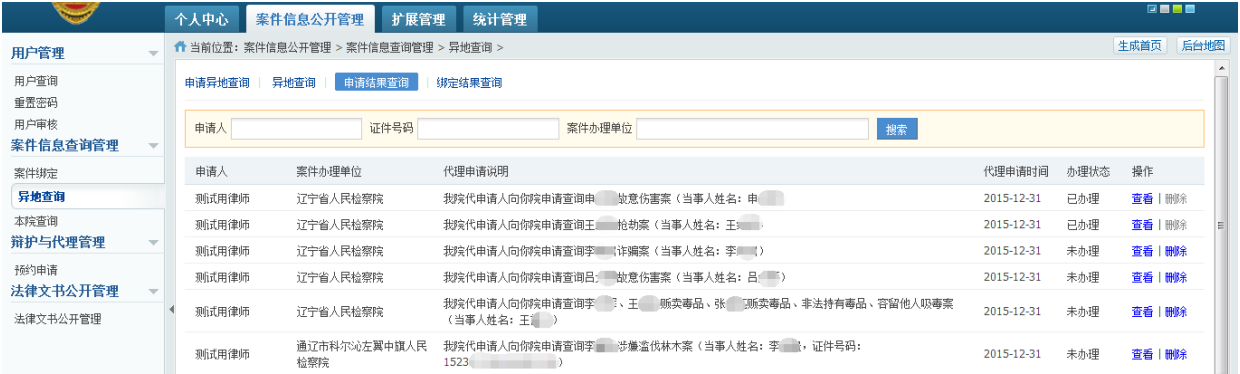 个人中心 案件信息公开管理 扩展管理 统计管理
当前位置：案件信息公开管理 > 案件信息查询管理 > 异地查询 >
生成首页 后台地图
用户管理
用户查询
重置密码
用户审核
案件信息查询管理
案件绑定
异地查询
本院查询
辩护与代理管理
预约申请
法律文书公开管理
法律文书公开管理
申请异地查询 异地查询 申请结果查询 绑定结果查询
申请人 证件号码 案件办理单位 搜索
申请人 案件办理单位 代理申请说明 代理申请时间 办理状态 操作
测试用律师 辽宁省人民检察院 我院代申请人向你院申请查询申 故意伤害案（当事人姓名：申 2015-12-31 已办理 查看 | 删除
测试用律师 辽宁省人民检察院 我院代申请人向你院申请查询王 抢劫案（当事人姓名：王 2015-12-31 已办理 查看 | 删除
测试用律师 辽宁省人民检察院 我院代申请人向你院申请查询李 诈骗案（当事人姓名：李 ） 2015-12-31 未办理 查看 | 删除
测试用律师 辽宁省人民检察院 我院代申请人向你院申请查询吕 故意伤害案（当事人姓名：吕 ） 2015-12-31 未办理 查看 | 删除
测试用律师 辽宁省人民检察院 我院代申请人向你院申请查询李 、王 贩卖毒品、张 贩卖毒品、非法持有毒品、容留他人吸毒案 2015-12-31 未办理 查看 | 删除
（当事人姓名：王 ）
测试用律师 通辽市科尔沁左翼中旗人民 我院代申请人向你院申请查询李 涉嫌滥伐林木案（当事人姓名：李 ，证件号码： 2015-12-31 未办理 查看 | 删除
检察院 1523 ）